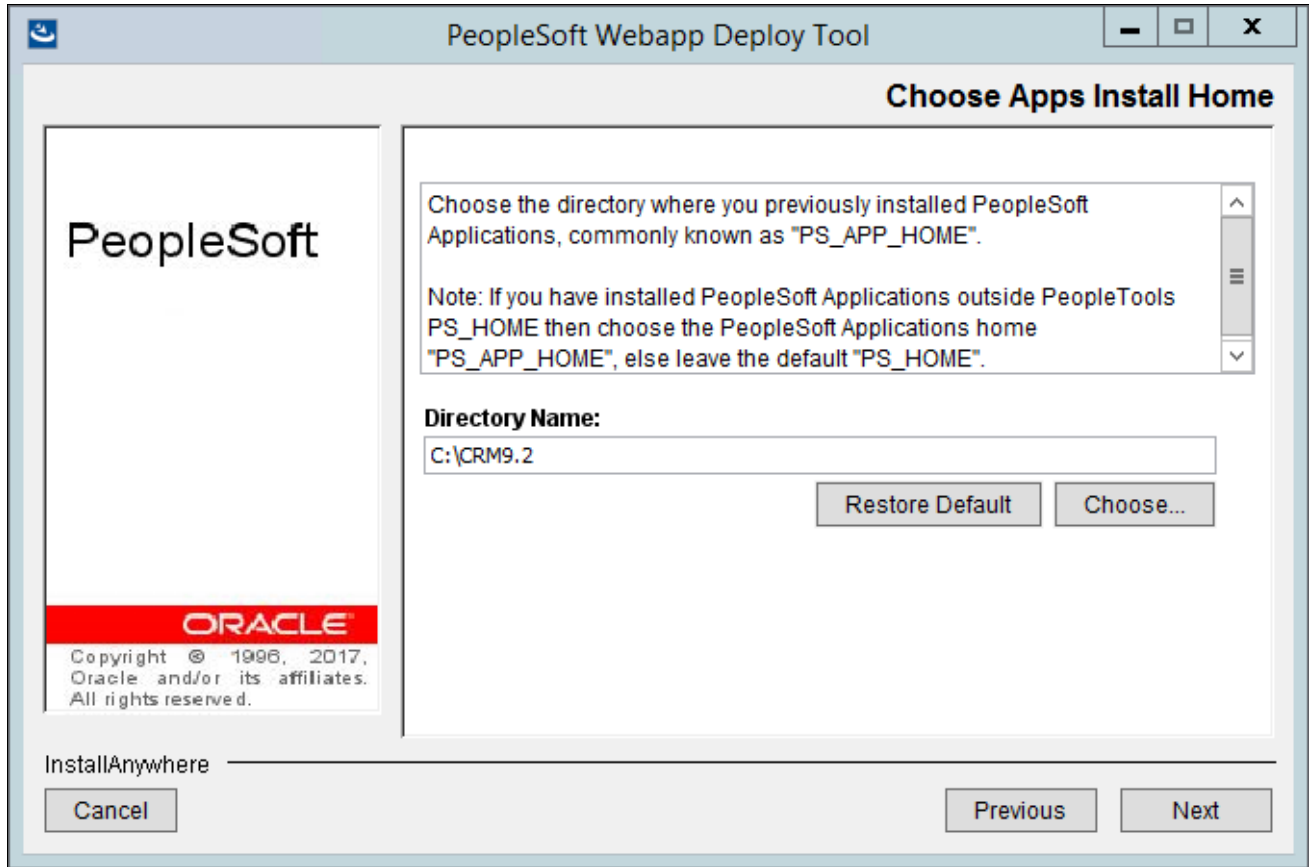 PeopleSoft Webapp Deploy Tool
Choose Apps Install Home
PeopleSoft
ORACLE
Copyright © 1996, 2017,
Oracle and/or its affiliates.
All rights reserved.
Choose the directory where you previously installed PeopleSoft
Applications, commonly known as "PS_APP_HOME".
Note: If you have installed PeopleSoft Applications outside PeopleTools
PS_HOME then choose the PeopleSoft Applications home
"PS_APP_HOME", else leave the default "PS_HOME".
Directory Name:
C:\CRM9.2
Restore Default
Choose...
InstallAnywhere
Cancel
Previous
Next